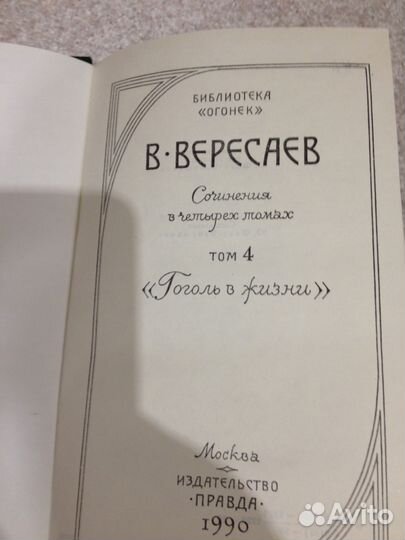 БИБЛИОТЕКА
«ОГОНЕК»
В·ВЕРЕСАЕВ
Сочинения
в четырех томах
ТОМ 4
«Гоголь в жизни»
Москва
ИЗДАТЕЛЬСТВО
·ПРАВДА·
1990
Avito